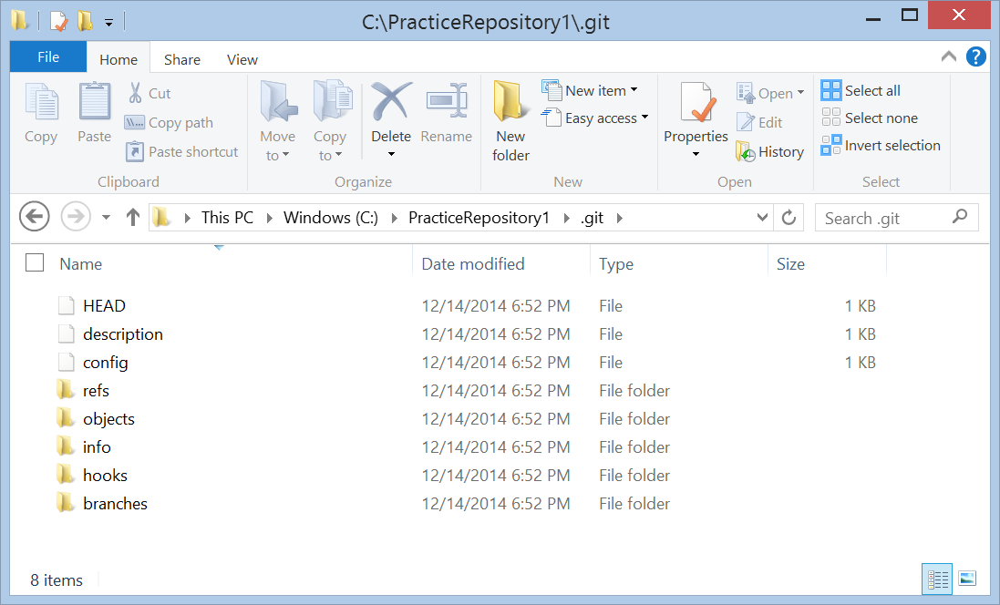 C:\PracticeRepository1\.git
File Home Share View
Copy
Paste
Cut
Copy path
Paste shortcut
Clipboard
Move to
Copy to
Delete
Rename
Organize
New folder
New item
Easy access
New
Properties
Open
Edit
History
Open
Select all
Select none
Invert selection
Select
This PC Windows (C:) PracticeRepository1 .git
Search .git
Name Date modified Type Size
HEAD 12/14/2014 6:52 PM File 1 KB
description 12/14/2014 6:52 PM File 1 KB
config 12/14/2014 6:52 PM File 1 KB
refs 12/14/2014 6:52 PM File folder
objects 12/14/2014 6:52 PM File folder
info 12/14/2014 6:52 PM File folder
hooks 12/14/2014 6:52 PM File folder
branches 12/14/2014 6:52 PM File folder
8 items